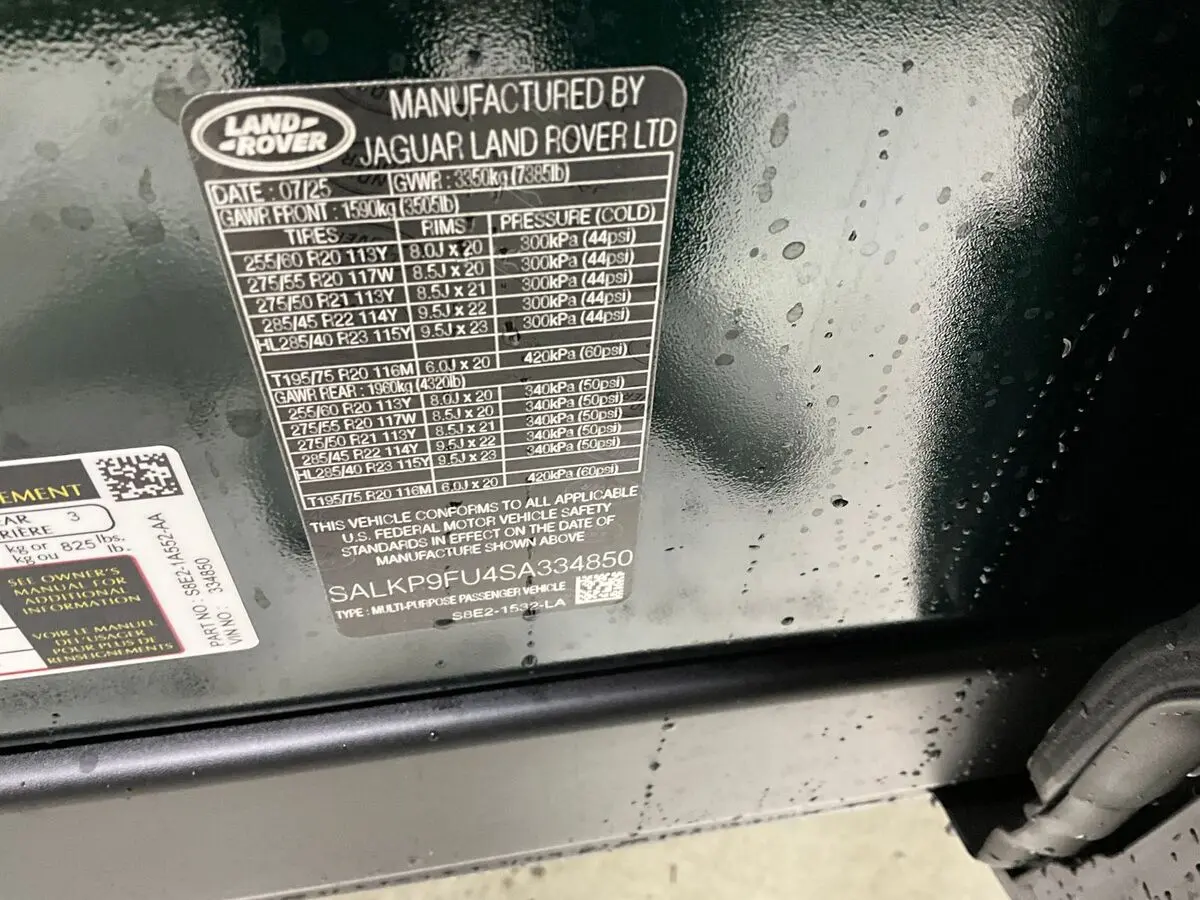 LAND-
-ROVER
MANUFACTURED BY
JAGUAR LAND ROVER LTD
DATE : 07/25 GVWR : 3350kg (7385lb)
GAWR FRONT : 1590kg (3505lb)
TIRES RIMS PRESSURE (COLD)
255/60 R20 113Y 8.0J x 20 300kPa (44psi)
275/55 R20 117W 8.5J x 20 300kPa (44psi)
275/50 R21 113Y 8.5J x 21 300kPa (44psi)
285/45 R22 114Y 9.5J x 22 300kPa (44psi)
HL285/40 R23 115Y 9.5J x 23 300kPa (44psi)
T195/75 R20 116M 6.0J x 20 420kPa (60psi)
GAWR REAR : 1960kg (4320lb)
255/60 R20 113Y 8.0J x 20 340kPa (50psi)
275/55 R20 117W 8.5J x 20 340kPa (50psi)
275/50 R21 113Y 8.5J x 21 340kPa (50psi)
285/45 R22 114Y 9.5J x 22 340kPa (50psi)
HL285/40 R23 115Y 9.5J x 23 340kPa (50psi)
T195/75 R20 116M 6.0J x 20 420kPa (60psi)
THIS VEHICLE CONFORMS TO ALL APPLICABLE
U.S. FEDERAL MOTOR VEHICLE SAFETY
STANDARDS IN EFFECT ON THE DATE OF
MANUFACTURE SHOWN ABOVE
SALKP9FU4SA334850
TYPE : MULTI-PURPOSE PASSENGER VEHICLE
S8E2-1532-LA
EMENT
EAR 3
RIÈRE
kg or 825 lbs.
kg ou lb.
SEE OWNER'S
MANUAL FOR
ADDITIONAL
INFORMATION
VOIR LE MANUEL
DE L'USAGER
POUR PLUS DE
RENSEIGNEMENTS
PART NO: S8E2-1A552-AA
VIN NO: 334850